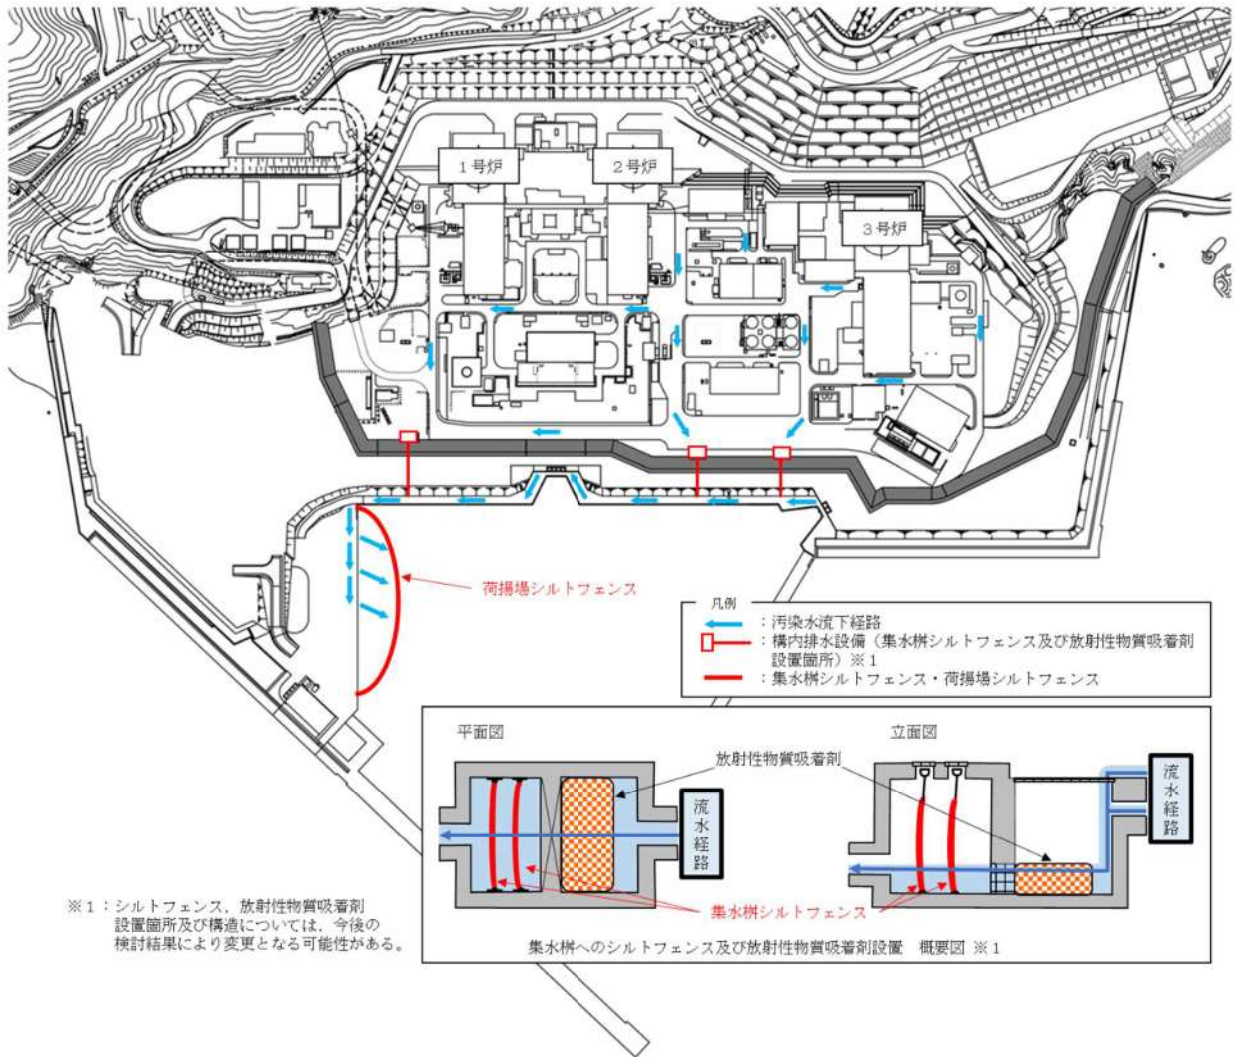 1号炉
2号炉
3号炉
荷揚場シルトフェンス
凡例
：汚染水流下経路
：構内排水設備（集水桝シルトフェンス及び放射性物質吸着剤
設置箇所）※1
：集水桝シルトフェンス・荷揚場シルトフェンス
平面図
立面図
放射性物質吸着剤
流水経路
流水経路
集水桝シルトフェンス
※1：シルトフェンス，放射性物質吸着剤
設置箇所及び構造については，今後の
検討結果により変更となる可能性がある。
集水桝へのシルトフェンス及び放射性物質吸着剤設置　概要図 ※1